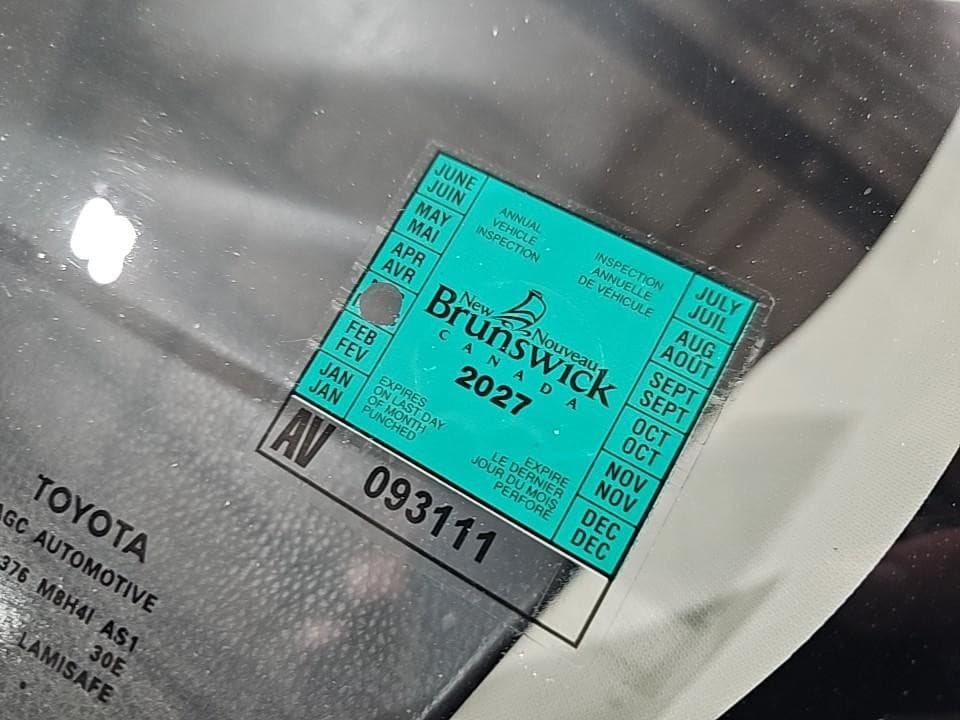 JUNE
JUIN
MAY
MAI
APR
AVR
FEB
FEV
JAN
JAN
ANNUAL
VEHICLE
INSPECTION
INSPECTION
ANNUELLE
DE VÉHICULE
New Nouveau
Brunswick
CANADA
2027
EXPIRES
ON LAST DAY
OF MONTH
PUNCHED
EXPIRE
LE DERNIER
JOUR DU MOIS
PERFORÉ
JULY
JUIL
AUG
AOUT
SEPT
SEPT
OCT
OCT
NOV
NOV
DEC
DEC
AV 093111
TOYOTA
AGC AUTOMOTIVE
376 M8H4I AS1
30E
LAMISAFE